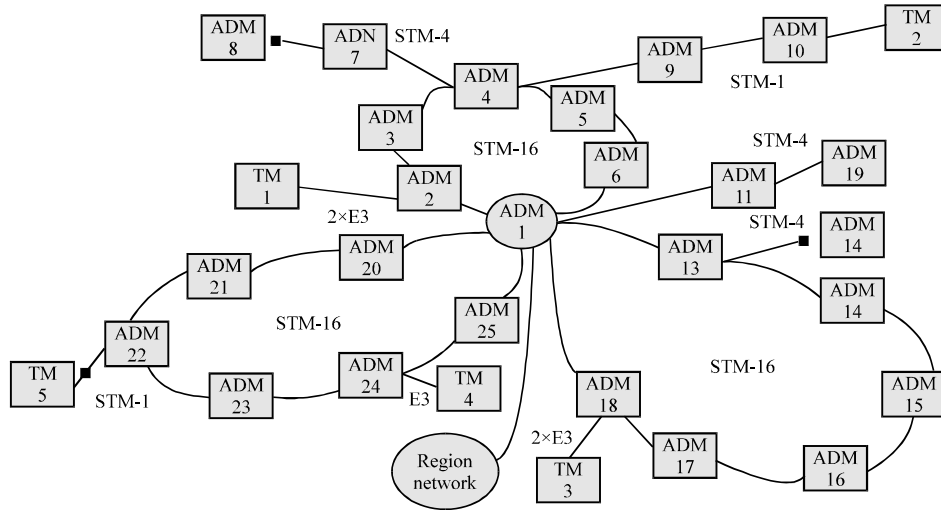 ADM
8
ADN
7
STM-4
ADM
4
ADM
9
ADM
10
TM
2
STM-1
ADM
3
ADM
5
STM-16
ADM
6
STM-4
ADM
11
ADM
19
TM
1
ADM
2
2×E3
ADM
1
STM-4
ADM
13
ADM
14
ADM
20
ADM
21
ADM
14
STM-16
ADM
25
ADM
22
TM
5
STM-1
ADM
23
ADM
24
E3
TM
4
ADM
18
STM-16
ADM
15
2×E3
TM
3
ADM
17
ADM
16
Region
network